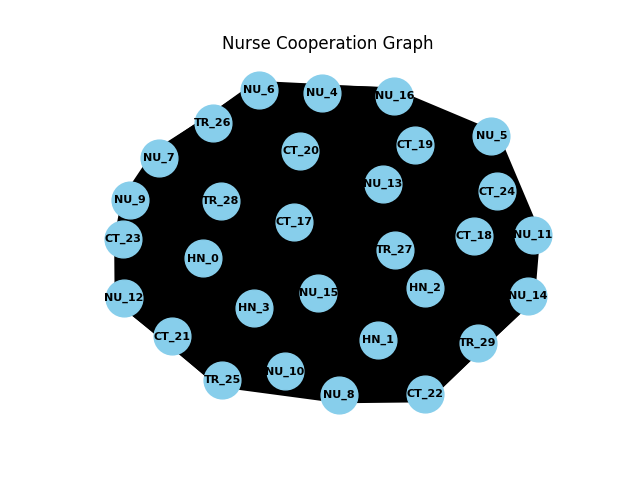 Nurse Cooperation Graph
NU_6
NU_4
NU_16
TR_26
NU_5
CT_19
CT_20
NU_7
NU_13
CT_24
NU_9
TR_28
CT_17
NU_11
CT_18
CT_23
TR_27
HN_0
HN_2
NU_15
NU_14
NU_12
HN_3
CT_21
HN_1
TR_29
NU_10
TR_25
CT_22
NU_8